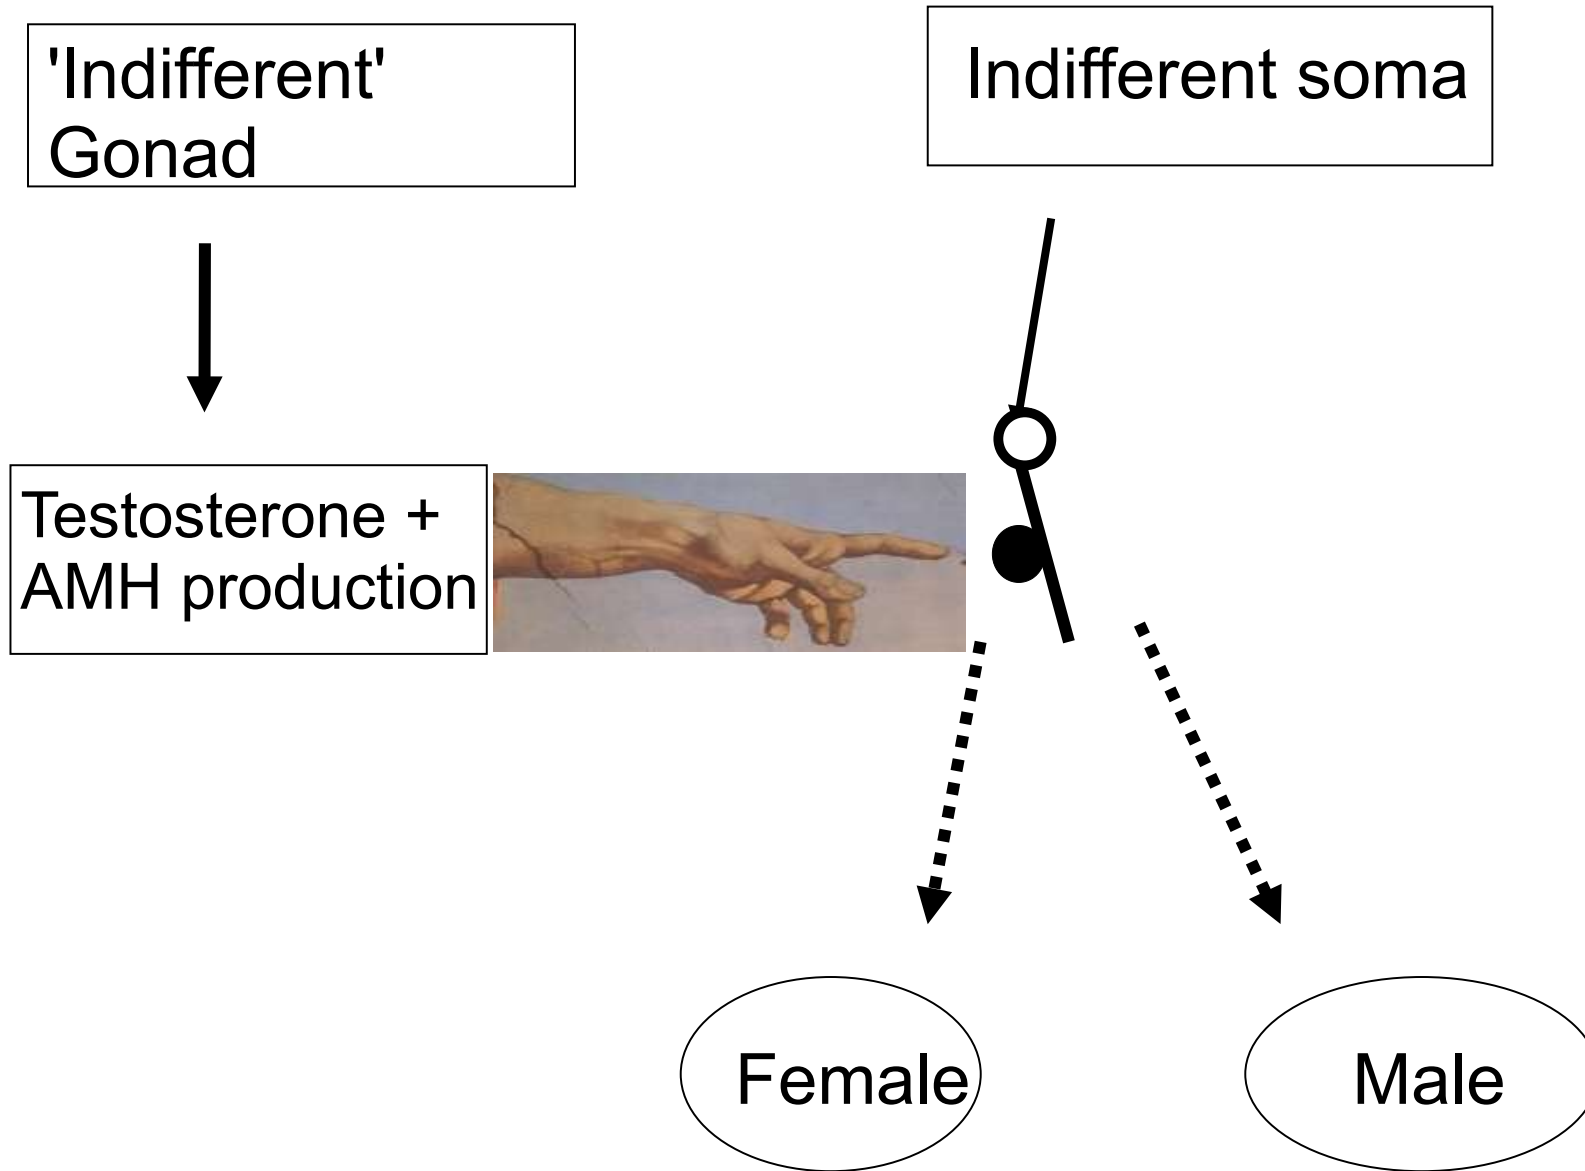 'Indifferent'
Gonad
Indifferent soma
Testosterone +
AMH production
Female
Male